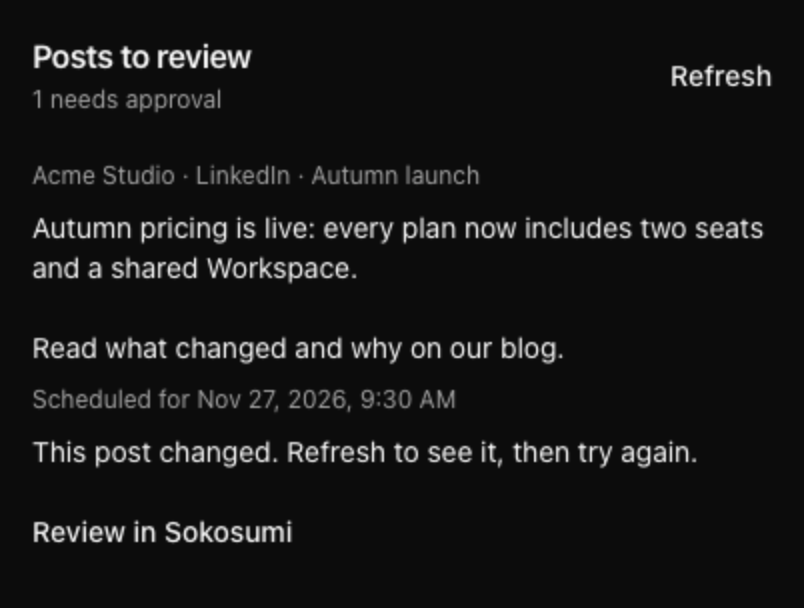 Posts to review
1 needs approval
Refresh
Acme Studio · LinkedIn · Autumn launch
Autumn pricing is live: every plan now includes two seats
and a shared Workspace.
Read what changed and why on our blog.
Scheduled for Nov 27, 2026, 9:30 AM
This post changed. Refresh to see it, then try again.
Review in Sokosumi